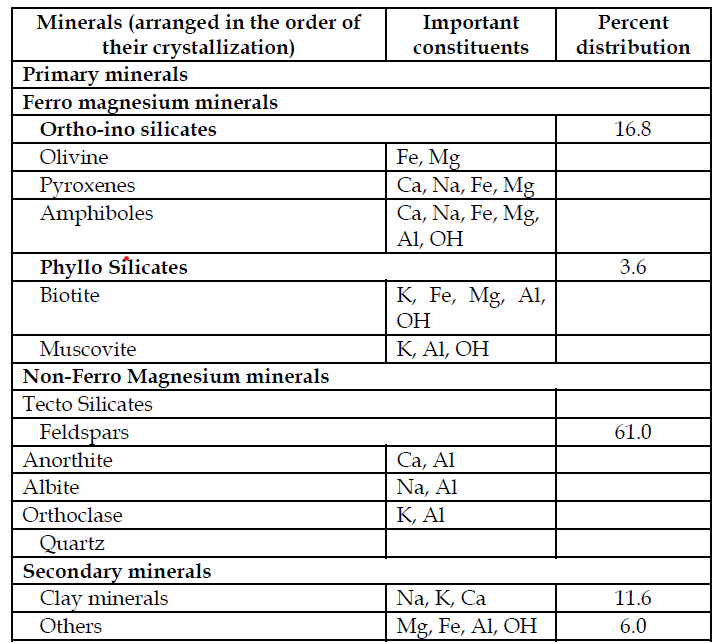 Minerals (arranged in the order of their crystallization) Important constituents Percent distribution
Primary minerals
Ferro magnesium minerals
Ortho-ino silicates 16.8
Olivine Fe, Mg
Pyroxenes Ca, Na, Fe, Mg
Amphiboles Ca, Na, Fe, Mg, Al, OH
Phyllo Silicates 3.6
Biotite K, Fe, Mg, Al, OH
Muscovite K, Al, OH
Non-Ferro Magnesium minerals
Tecto Silicates
Feldspars 61.0
Anorthite Ca, Al
Albite Na, Al
Orthoclase K, Al
Quartz
Secondary minerals
Clay minerals Na, K, Ca 11.6
Others Mg, Fe, Al, OH 6.0